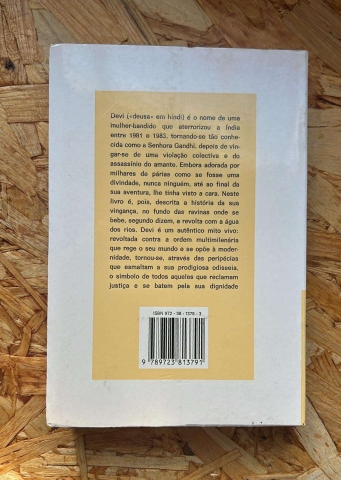 Devi («deusa» em hindi) é o nome de uma
mulher-bandido que aterrorizou a Índia
entre 1981 e 1983, tornando-se tão conhe-
cida como a Senhora Gandhi, depois de vin-
gar-se de uma violação colectiva e do
assassínio do amante. Embora adorada por
milhares de párias como se fosse uma
divindade, nunca ninguém, até ao final da
sua aventura, lhe tinha visto a cara. Neste
livro é, pois, descrita a história da sua
vingança, no fundo das ravinas onde se
bebe, segundo dizem, a revolta com a água
dos rios. Devi é um autêntico mito vivo:
revoltada contra a ordem multimilenária
que rege o seu mundo e se opõe à moder-
nidade, tornou-se, através das peripécias
que esmaltam a sua prodigiosa odisseia,
o símbolo de todos aqueles que reclamam
justiça e se batem pela sua dignidade
ISBN 972-38-1379-3
9 789723 813791